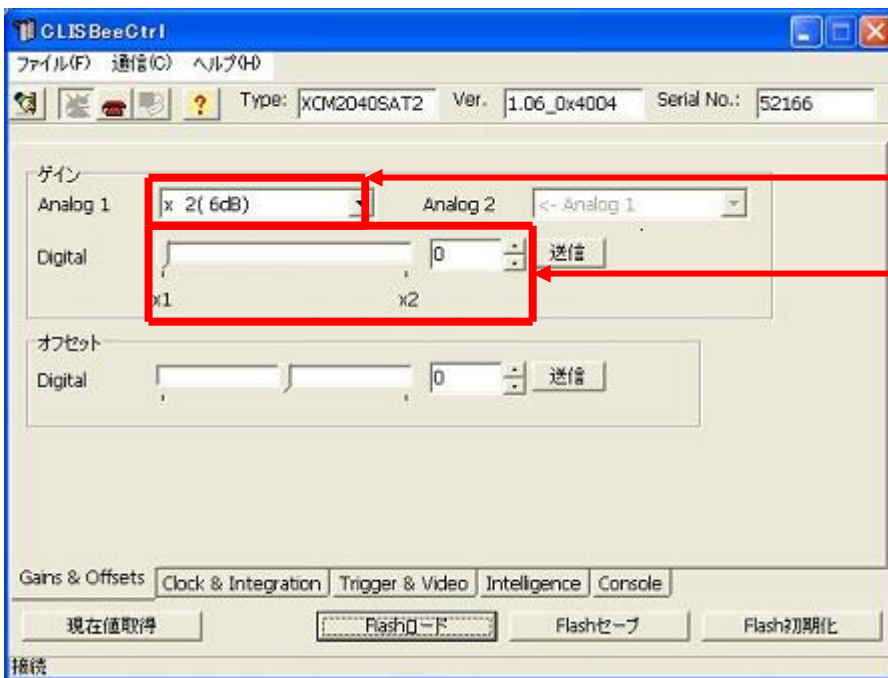 CLISBeeCtrl
ファイル(F) 通信(C) ヘルプ(H)
? Type: XCM2040SAT2 Ver. 1.06_0x4004 Serial No.: 52166
ゲイン
Analog 1 x 2( 6dB) Analog 2 <- Analog 1
Digital 0 送信
x1 x2
オフセット
Digital 0 送信
Gains & Offsets Clock & Integration Trigger & Video Intelligence Console
現在値取得 Flashロード Flashセーブ Flash初期化
接続